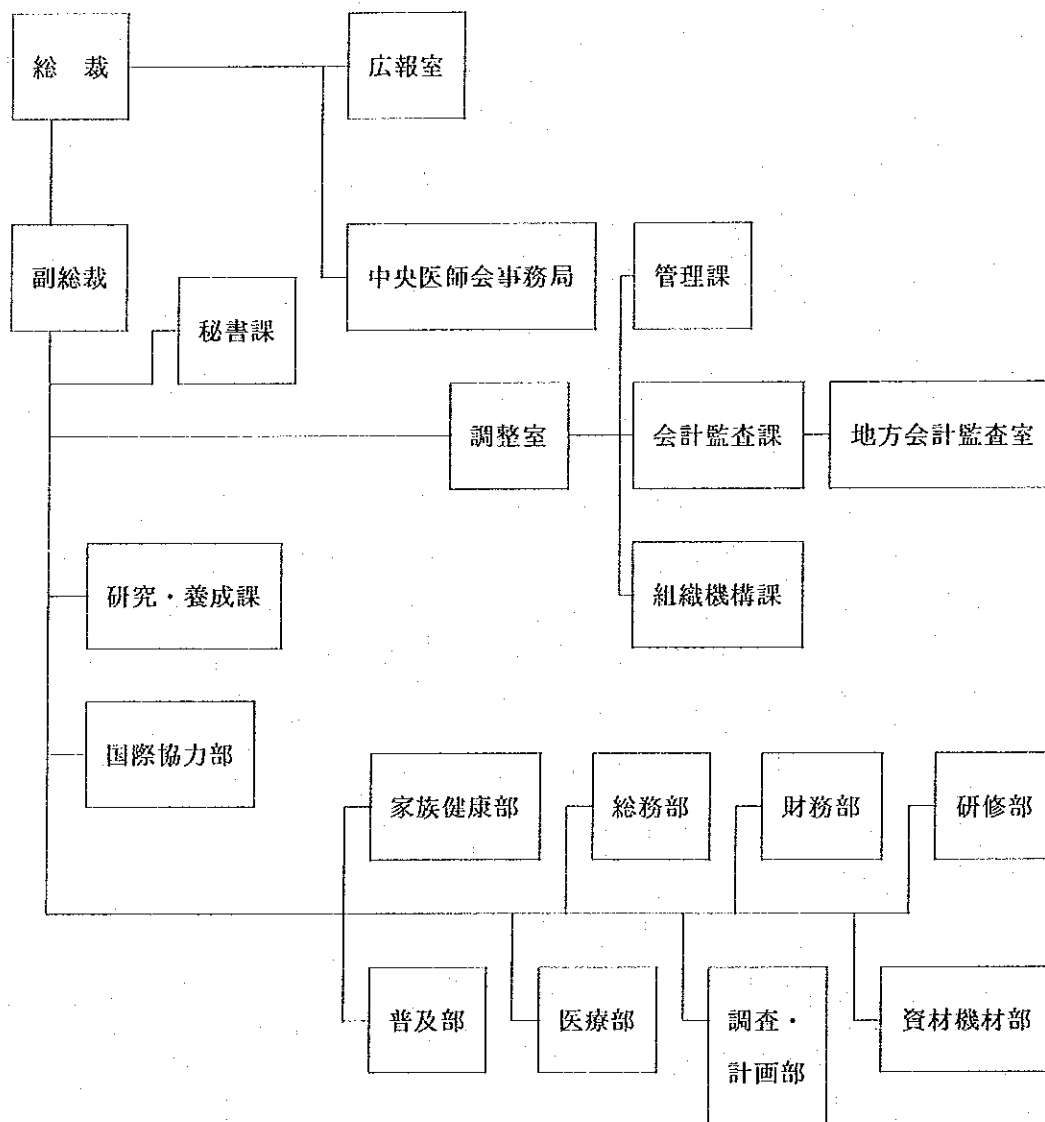 総 裁
広報室
副総裁
秘書課
中央医師会事務局
管理課
調整室
会計監査課
地方会計監査室
研究・養成課
組織機構課
国際協力部
家族健康部
総務部
財務部
研修部
普及部
医療部
調査・
計画部
資材機材部